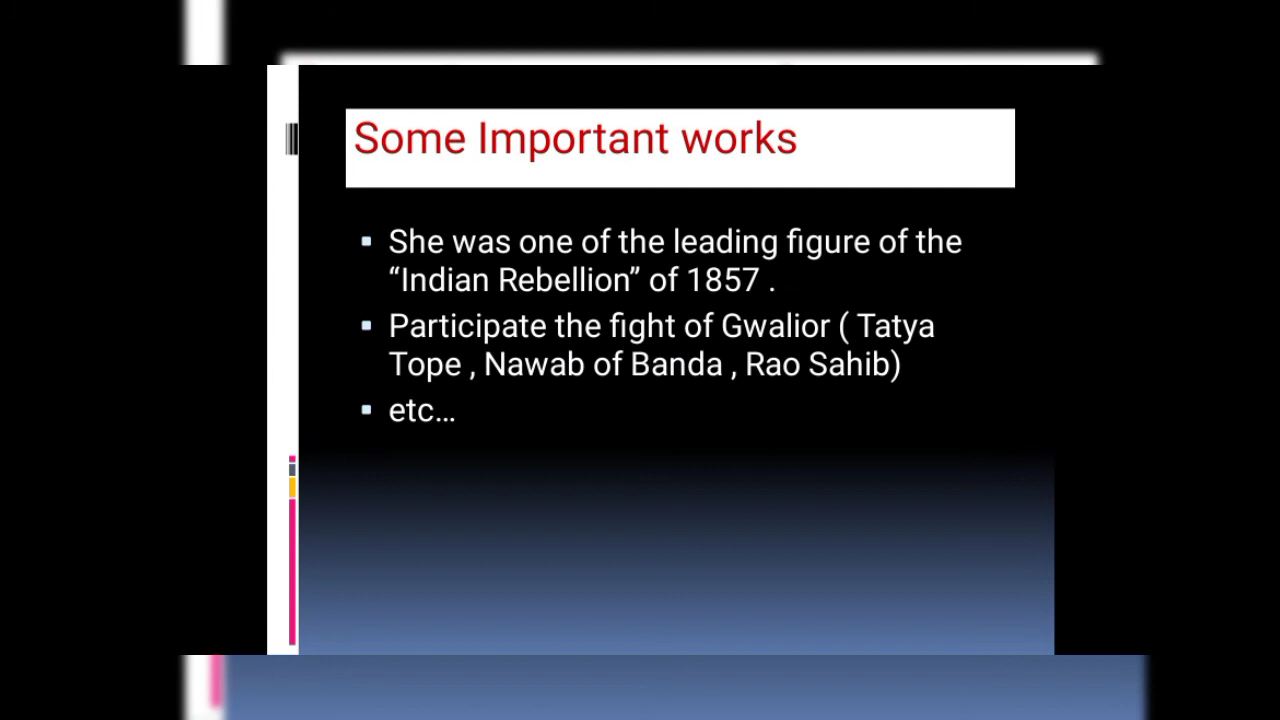 Some Important works
She was one of the leading figure of the
“Indian Rebellion” of 1857 .
Participate the fight of Gwalior ( Tatya
Tope , Nawab of Banda , Rao Sahib)
etc...